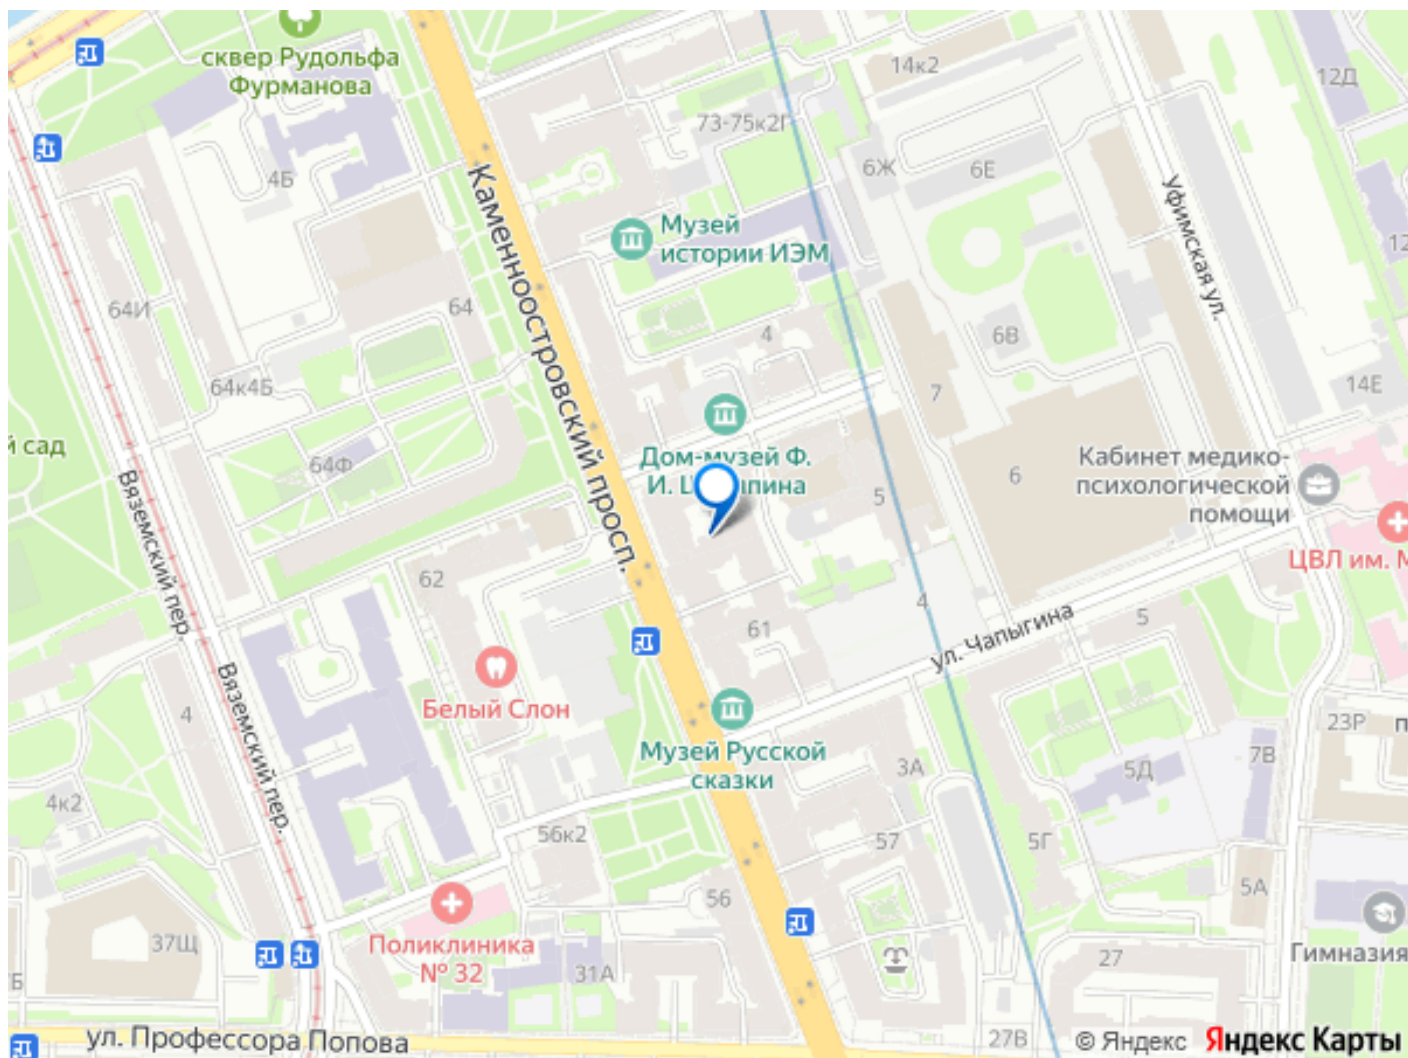 сквер Рудольфа
Фурманова
14к2
12Д
73-75к2Г
4Б
6Ж
6Е
Каменноостровский просп.
Уфимская ул.
Музей
истории ИЭМ
12
64И
64
4
6В
64к4Б
7
14Е
й сад
64Ф
Дом-музей Ф.
И. Ш
пина
5
6
Кабинет медико-
психологической
помощи
ЦВЛ им. М
Вяземский пер.
62
4
61
ул. Чапыгина
5
Белый Слон
Вяземский пер.
4
Музей Русской
сказки
23Р
п
3А
5Д
7В
4к2
56к2
57
5Г
5А
56
37Щ
Поликлиника
№ 32
31А
27
Гимназия
Б
ул. Профессора Попова
27В
© Яндекс
Яндекс Карты